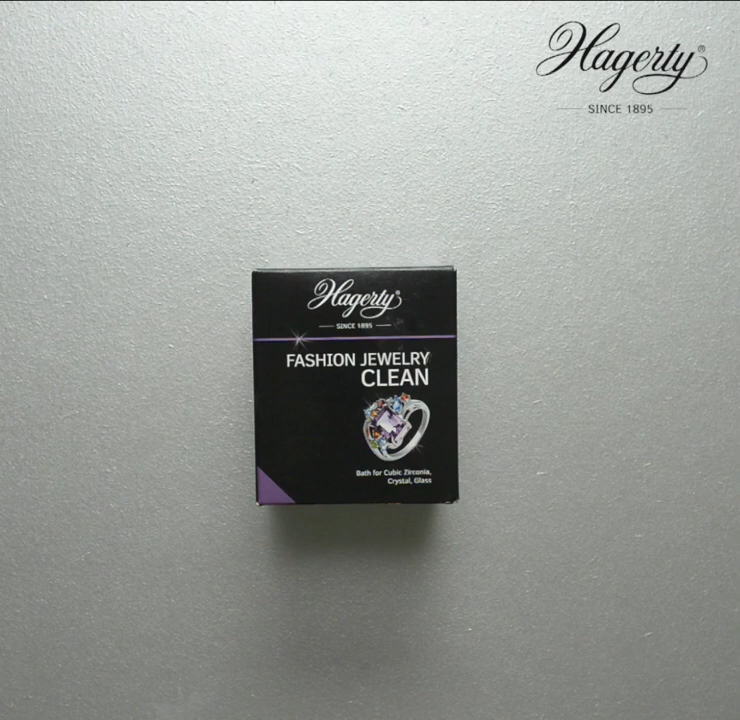 Hagerty®
SINCE 1895
Hagerty®
SINCE 1895
FASHION JEWELRY
CLEAN
Bath for Cubic Zirconia,
Crystal, Glass